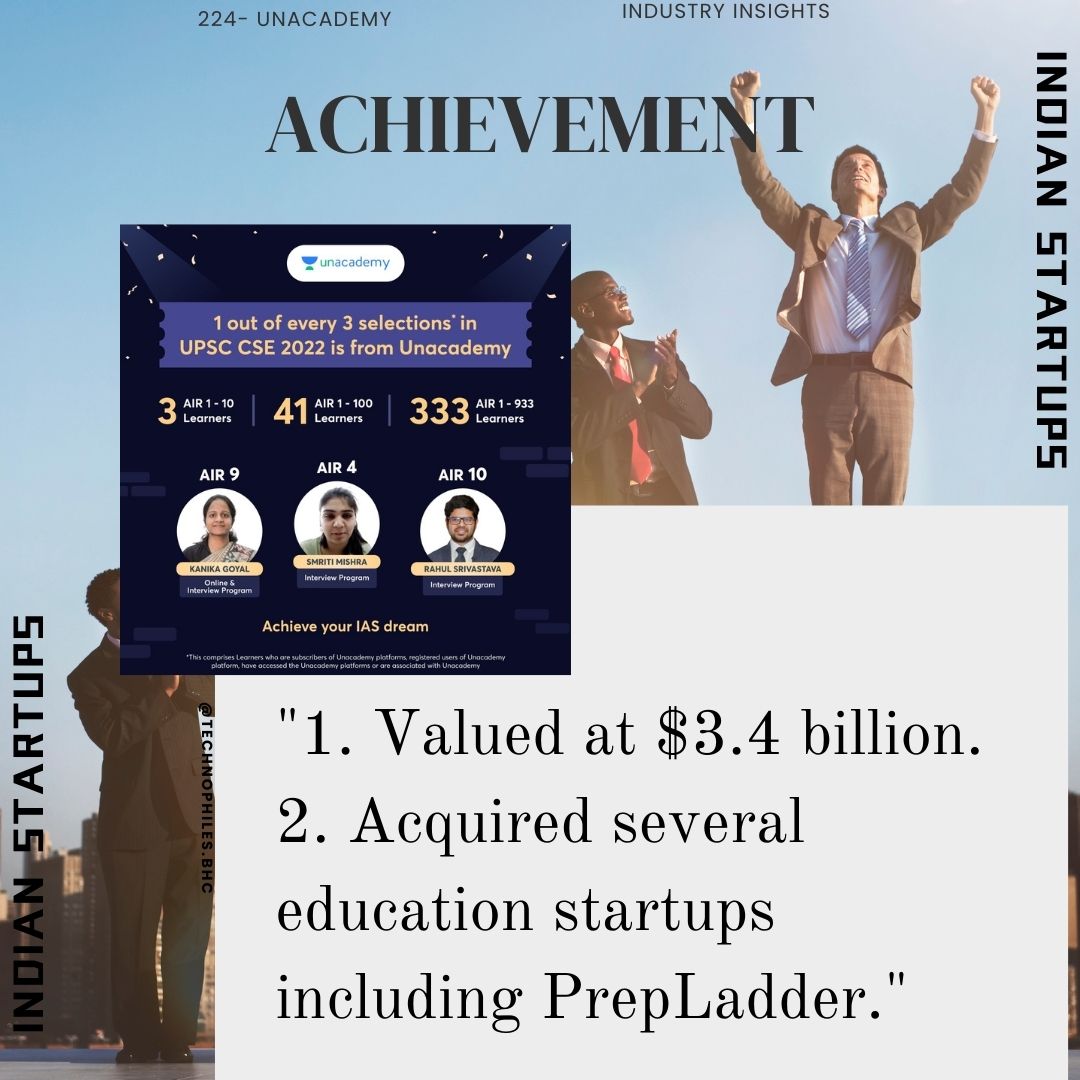 224- UNACADEMY
INDUSTRY INSIGHTS
ACHIEVEMENT
INDIAN STARTUPS
unacademy
1 out of every 3 selections* in
UPSC CSE 2022 is from Unacademy
3 AIR 1 - 10 Learners
41 AIR 1 - 100 Learners
333 AIR 1 - 933 Learners
AIR 9
AIR 4
AIR 10
KANIKA GOYAL
Online &
Interview Program
SMRITI MISHRA
Interview Program
RAHUL SRIVASTAVA
Interview Program
Achieve your IAS dream
*This comprises Learners who are subscribers of Unacademy platforms, registered users of Unacademy
platform, have accessed the Unacademy platforms or are associated with Unacademy
INDIAN STARTUPS
@TECHNOPHILES.BHC
"1. Valued at $3.4 billion.
2. Acquired several
education startups
including PrepLadder."